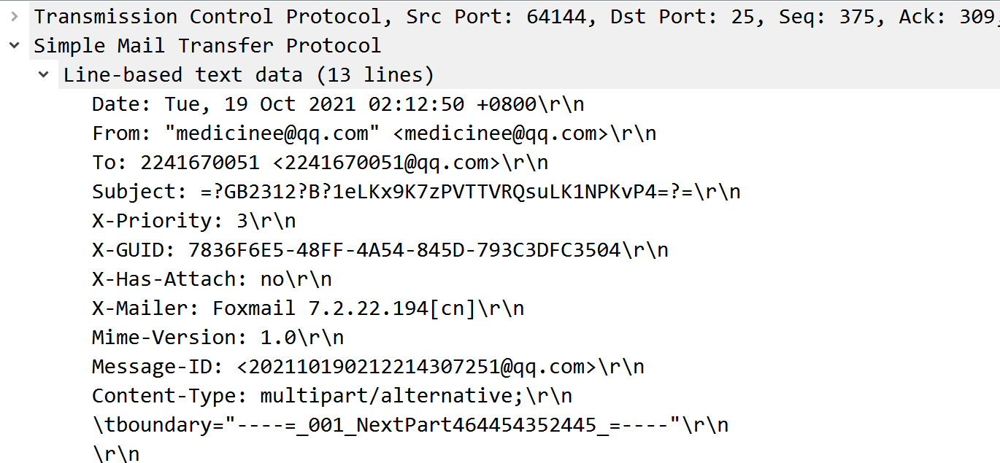 Transmission Control Protocol, Src Port: 64144, Dst Port: 25, Seq: 375, Ack: 309,
Simple Mail Transfer Protocol
Line-based text data (13 lines)
Date: Tue, 19 Oct 2021 02:12:50 +0800\r\n
From: "medicinee@qq.com" <medicinee@qq.com>\r\n
To: 2241670051 <2241670051@qq.com>\r\n
Subject: =?GB2312?B?1eLKx9K7zPVTTVRQsuLK1NPKvP4=?=\r\n
X-Priority: 3\r\n
X-GUID: 7836F6E5-48FF-4A54-845D-793C3DFC3504\r\n
X-Has-Attach: no\r\n
X-Mailer: Foxmail 7.2.22.194[cn]\r\n
Mime-Version: 1.0\r\n
Message-ID: <202110190212214307251@qq.com>\r\n
Content-Type: multipart/alternative;\r\n
\tboundary="----=_001_NextPart464454352445_=----"\r\n
\r\n